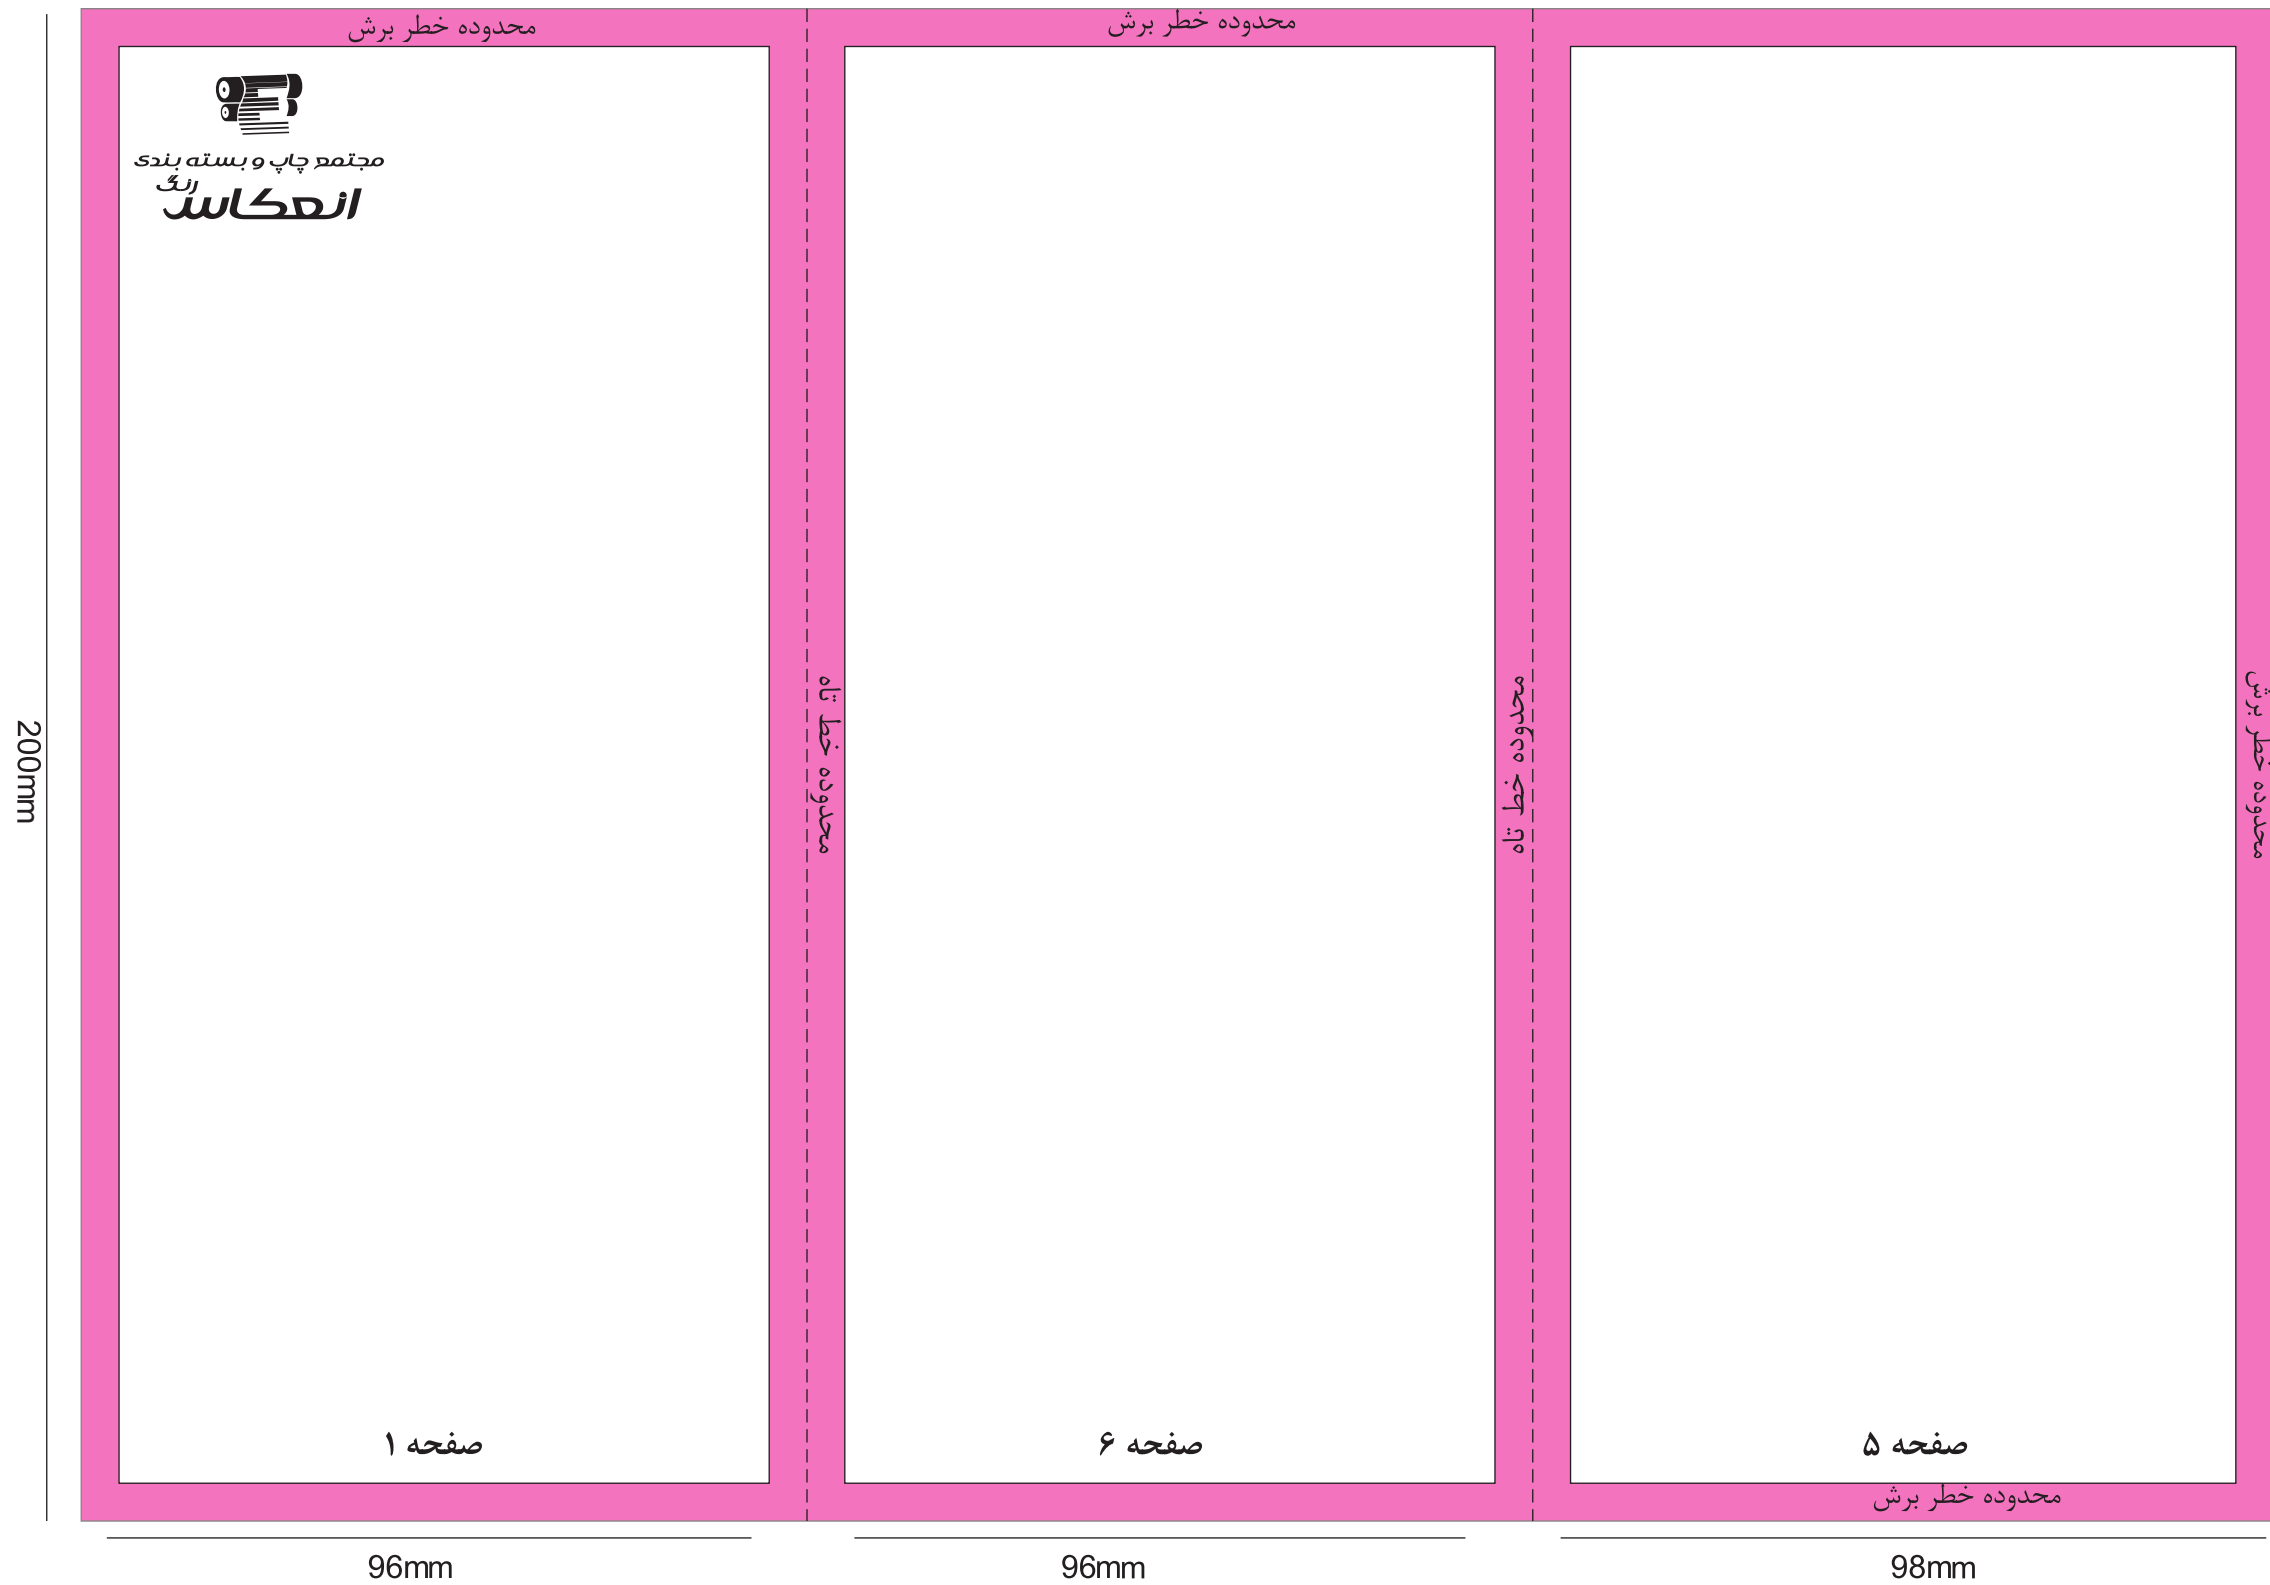 محدوده خطر برش
محدوده خطر برش
مجتمع چاپ و بسته بندی
انعکاس رنگ
محدوده خط تاه
محدوده خط تاه
محدوده خطر برش
200mm
صفحه ۵
صفحه ۶
صفحه ۱
محدوده خطر برش
96mm
96mm
98mm